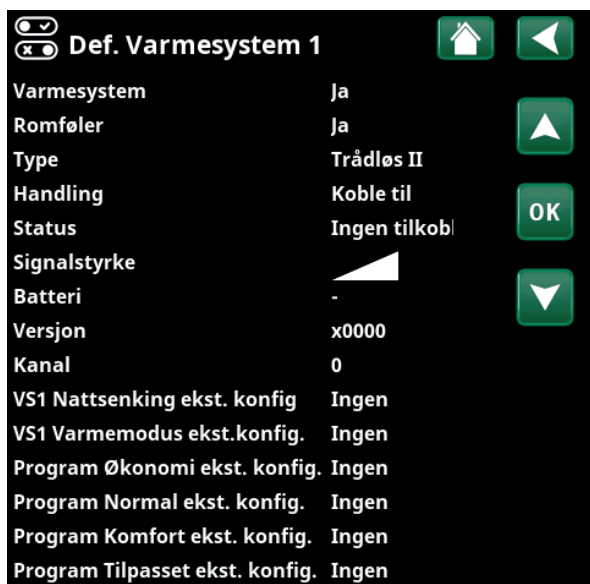 Def. Varmesystem 1
Varmesystem Ja
Romføler Ja
Type Trådløs II
Handling Koble til
Status Ingen tilkobl
Signalstyrke
Batteri -
Versjon x0000
Kanal 0
VS1 Nattsenking ekst. konfig Ingen
VS1 Varmemodus ekst.konfig. Ingen
Program Økonomi ekst. konfig. Ingen
Program Normal ekst. konfig. Ingen
Program Komfort ekst. konfig. Ingen
Program Tilpasset ekst. konfig. Ingen
OK